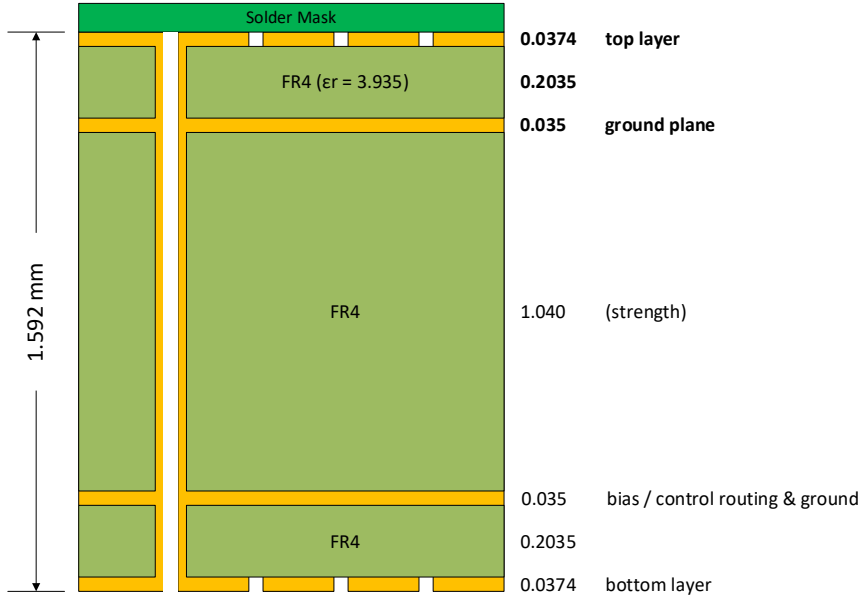 Solder Mask
0.0374 top layer
FR4 (εr = 3.935) 0.2035
0.035 ground plane
1.592 mm
FR4 1.040 (strength)
0.035 bias / control routing & ground
FR4 0.2035
0.0374 bottom layer